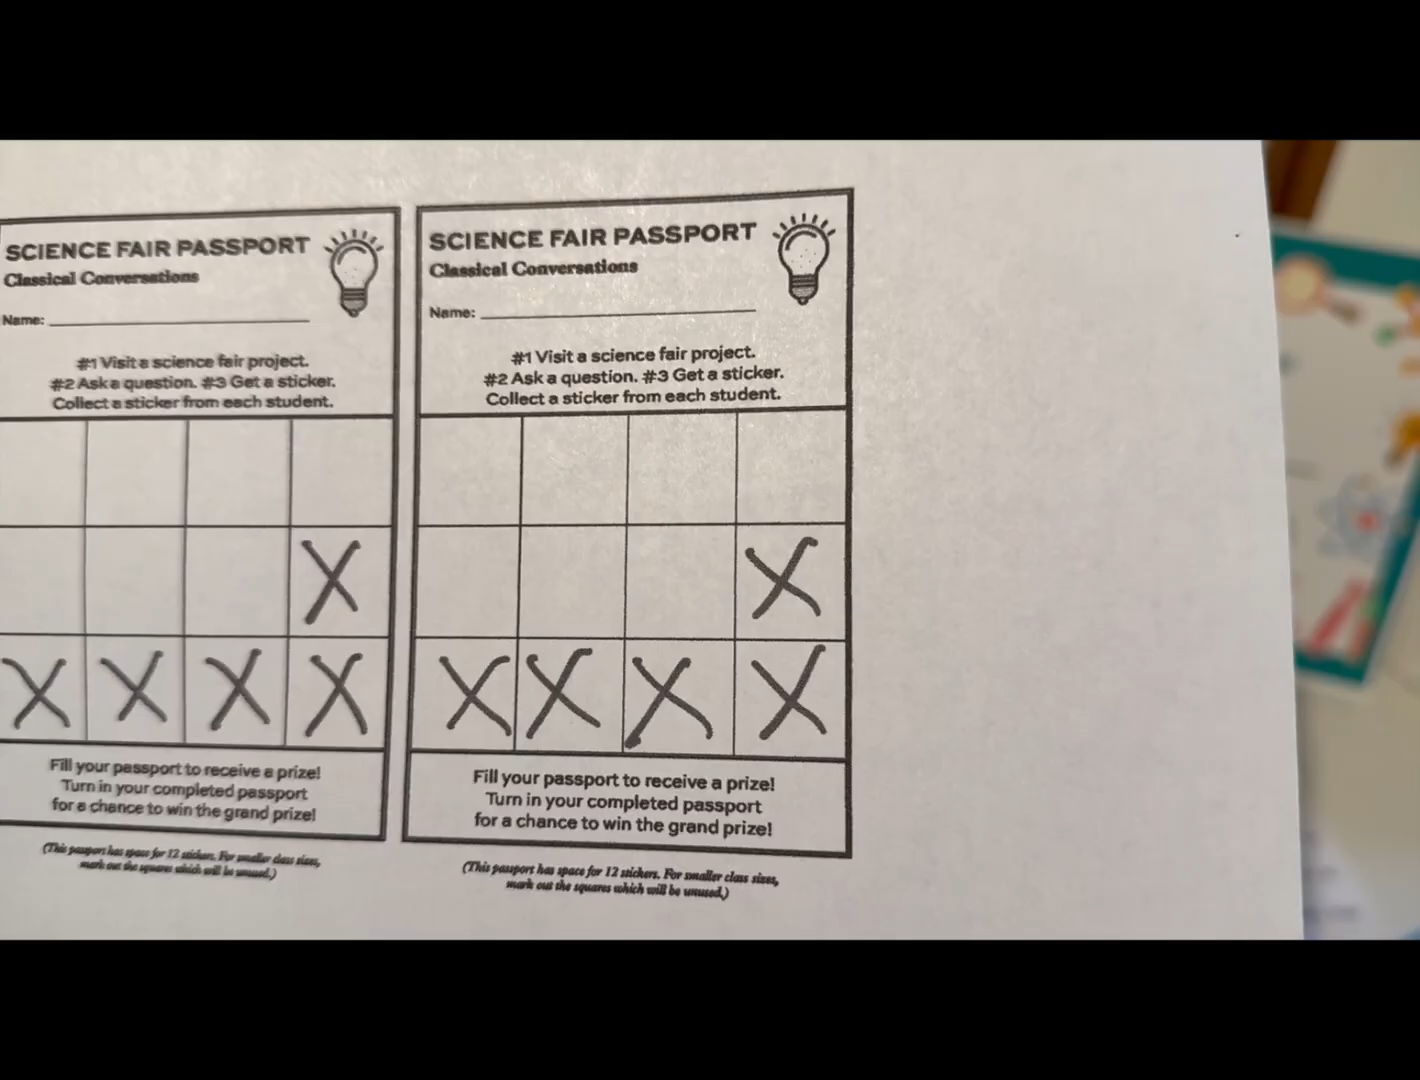 SCIENCE FAIR PASSPORT
Classical Conversations
Name:
#1 Visit a science fair project.
#2 Ask a question. #3 Get a sticker.
Collect a sticker from each student.
X
X X X X
Fill your passport to receive a prize!
Turn in your completed passport
for a chance to win the grand prize!
(This passport has space for 12 stickers. For smaller class sizes,
mark out the squares which will be unused.)
SCIENCE FAIR PASSPORT
Classical Conversations
Name:
#1 Visit a science fair project.
#2 Ask a question. #3 Get a sticker.
Collect a sticker from each student.
X
X X X X
Fill your passport to receive a prize!
Turn in your completed passport
for a chance to win the grand prize!
(This passport has space for 12 stickers. For smaller class sizes,
mark out the squares which will be unused.)